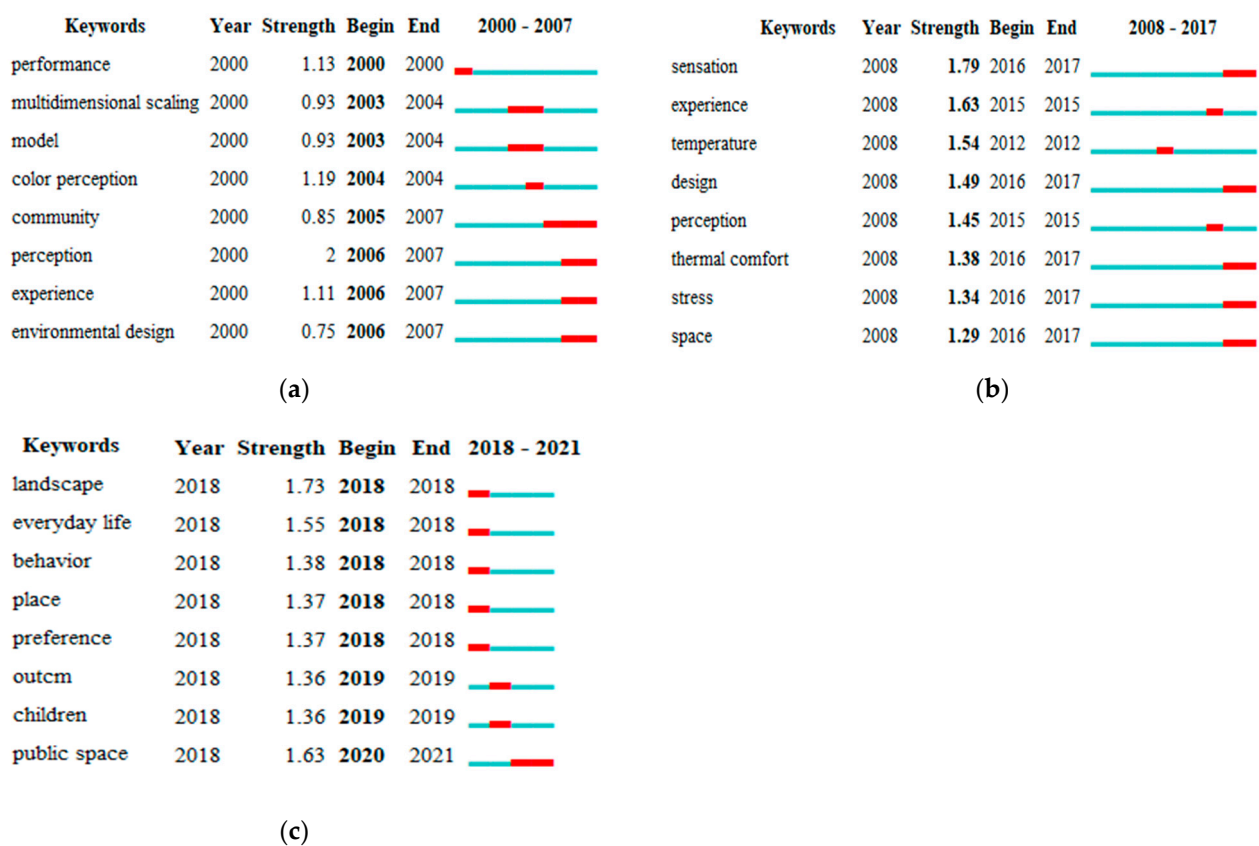 Keywords Year Strength Begin End 2000 - 2007
performance 2000 1.13 2000 2000
multidimensional scaling 2000 0.93 2003 2004
model 2000 0.93 2003 2004
color perception 2000 1.19 2004 2004
community 2000 0.85 2005 2007
perception 2000 2 2006 2007
experience 2000 1.11 2006 2007
environmental design 2000 0.75 2006 2007
(a)
Keywords Year Strength Begin End 2008 - 2017
sensation 2008 1.79 2016 2017
experience 2008 1.63 2015 2015
temperature 2008 1.54 2012 2012
design 2008 1.49 2016 2017
perception 2008 1.45 2015 2015
thermal comfort 2008 1.38 2016 2017
stress 2008 1.34 2016 2017
space 2008 1.29 2016 2017
(b)
Keywords Year Strength Begin End 2018 - 2021
landscape 2018 1.73 2018 2018
everyday life 2018 1.55 2018 2018
behavior 2018 1.38 2018 2018
place 2018 1.37 2018 2018
preference 2018 1.37 2018 2018
outcm 2018 1.36 2019 2019
children 2018 1.36 2019 2019
public space 2018 1.63 2020 2021
(c)